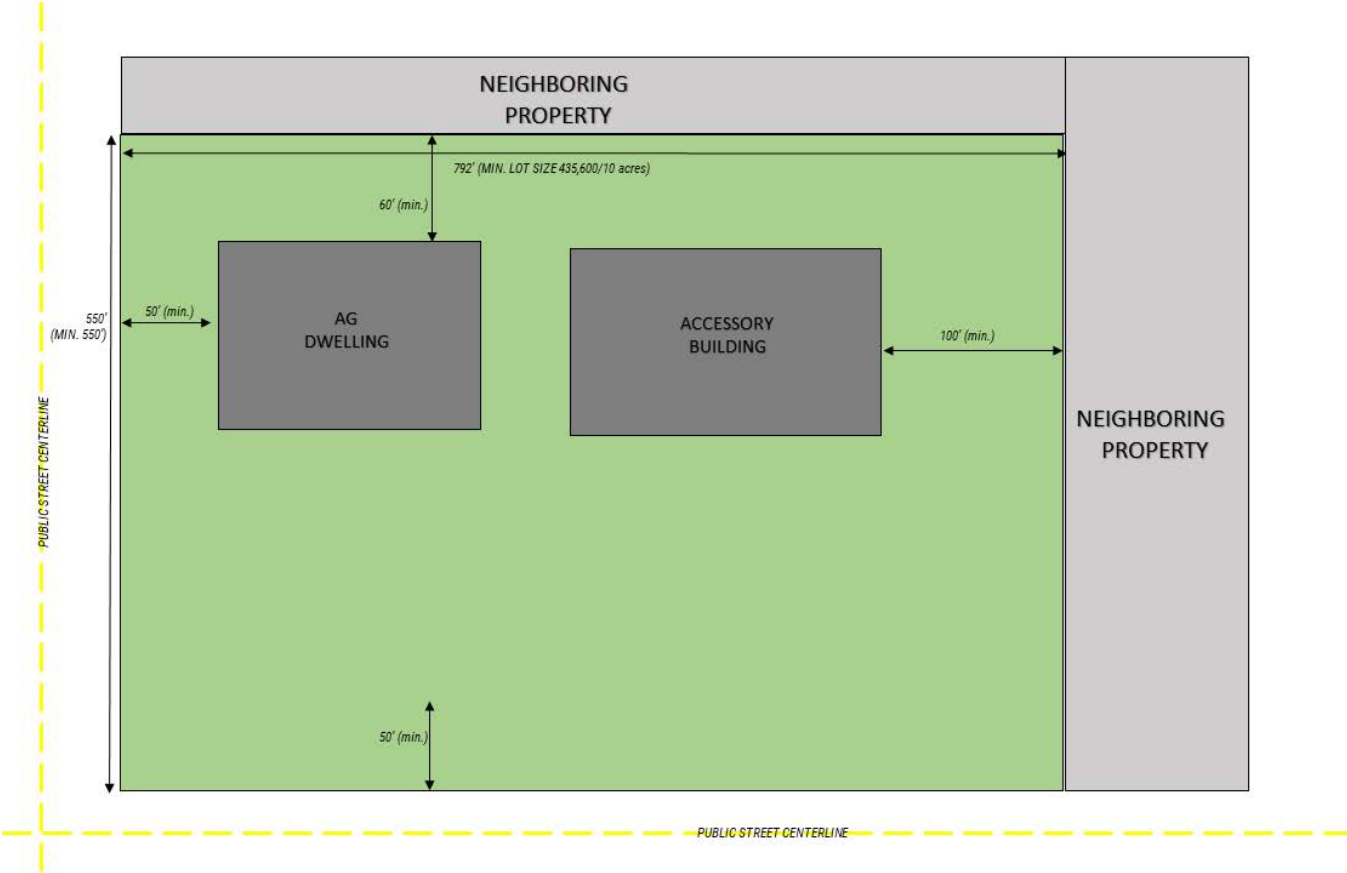 NEIGHBORING
PROPERTY
792' (MIN. LOT SIZE 435,600/10 acres)
60' (min.)
50' (min.)
550'
(MIN. 550')
AG
DWELLING
ACCESSORY
BUILDING
100' (min.)
NEIGHBORING
PROPERTY
PUBLIC STREET CENTERLINE
50' (min.)
PUBLIC STREET CENTERLINE